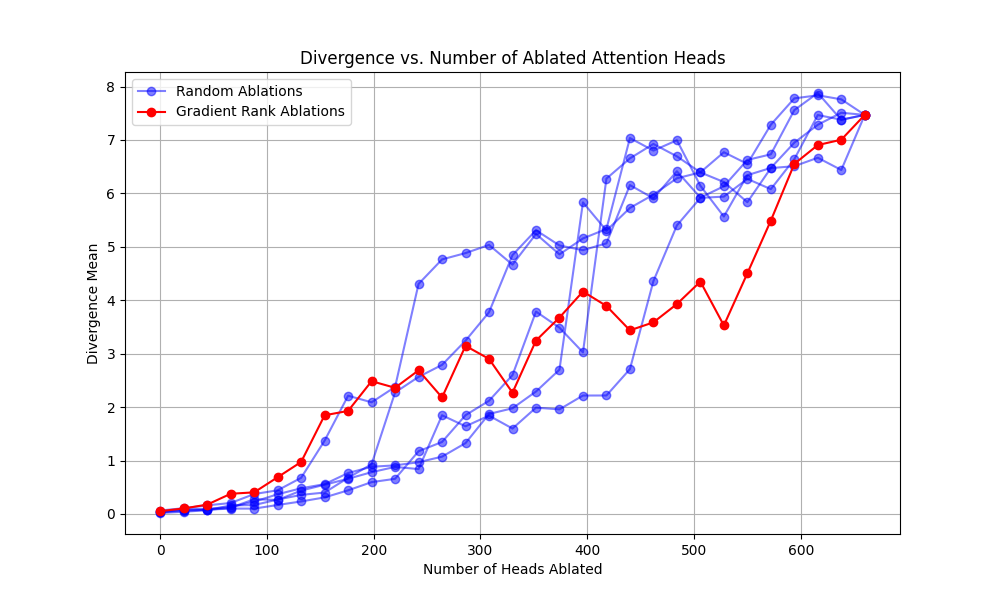 Divergence vs. Number of Ablated Attention Heads
Random Ablations
Gradient Rank Ablations
Divergence Mean
8
7
6
5
4
3
2
1
0
0 100 200 300 400 500 600
Number of Heads Ablated